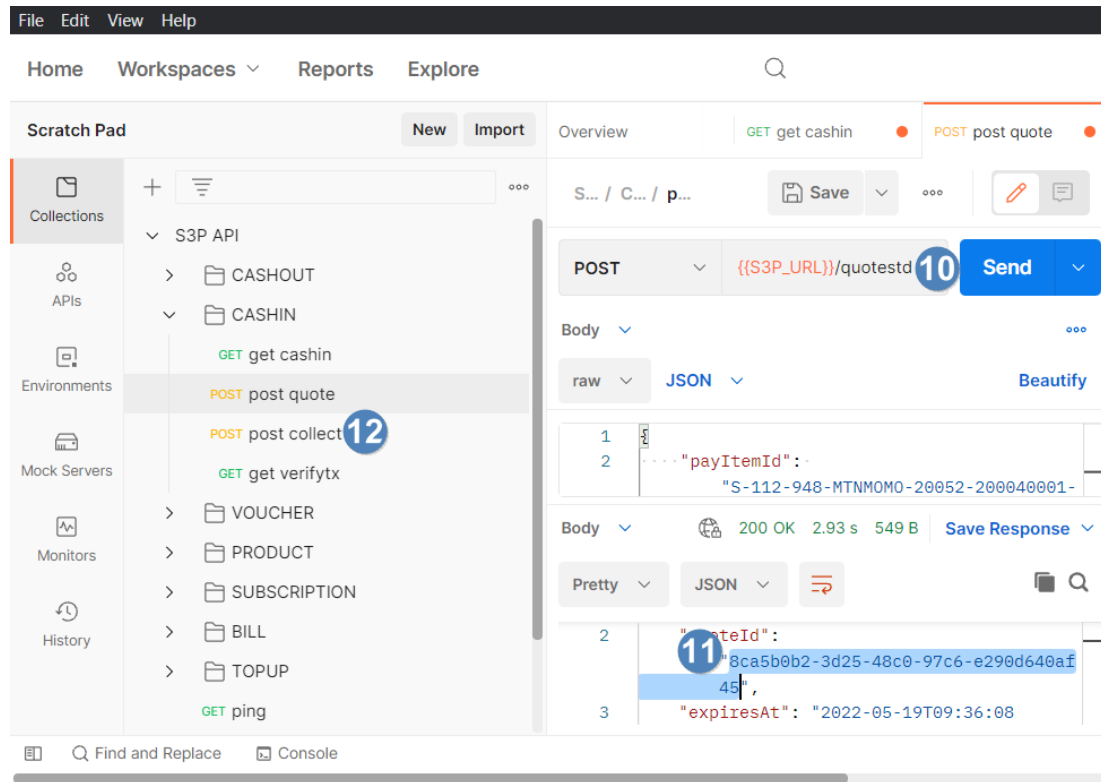 File Edit View Help
Home Workspaces Reports Explore
Scratch Pad New Import
Overview GET get cashin POST post quote
Collections
APIs
Environments
Mock Servers
Monitors
History
S3P API
CASHOUT
CASHIN
GET get cashin
POST post quote
POST post collect 12
GET get verifytx
VOUCHER
PRODUCT
SUBSCRIPTION
BILL
TOPUP
GET ping
S... / C... / p... Save
POST {{S3P_URL}}/quotestd 10 Send
Body
raw JSON Beautify
1 {
2 "payItemId":
"S-112-948-MTNMOMO-20052-200040001-
Body 200 OK 2.93 s 549 B Save Response
Pretty JSON
2 "quoteId":
11 "8ca5b0b2-3d25-48c0-97c6-e290d640af
45",
3 "expiresAt": "2022-05-19T09:36:08
Find and Replace Console